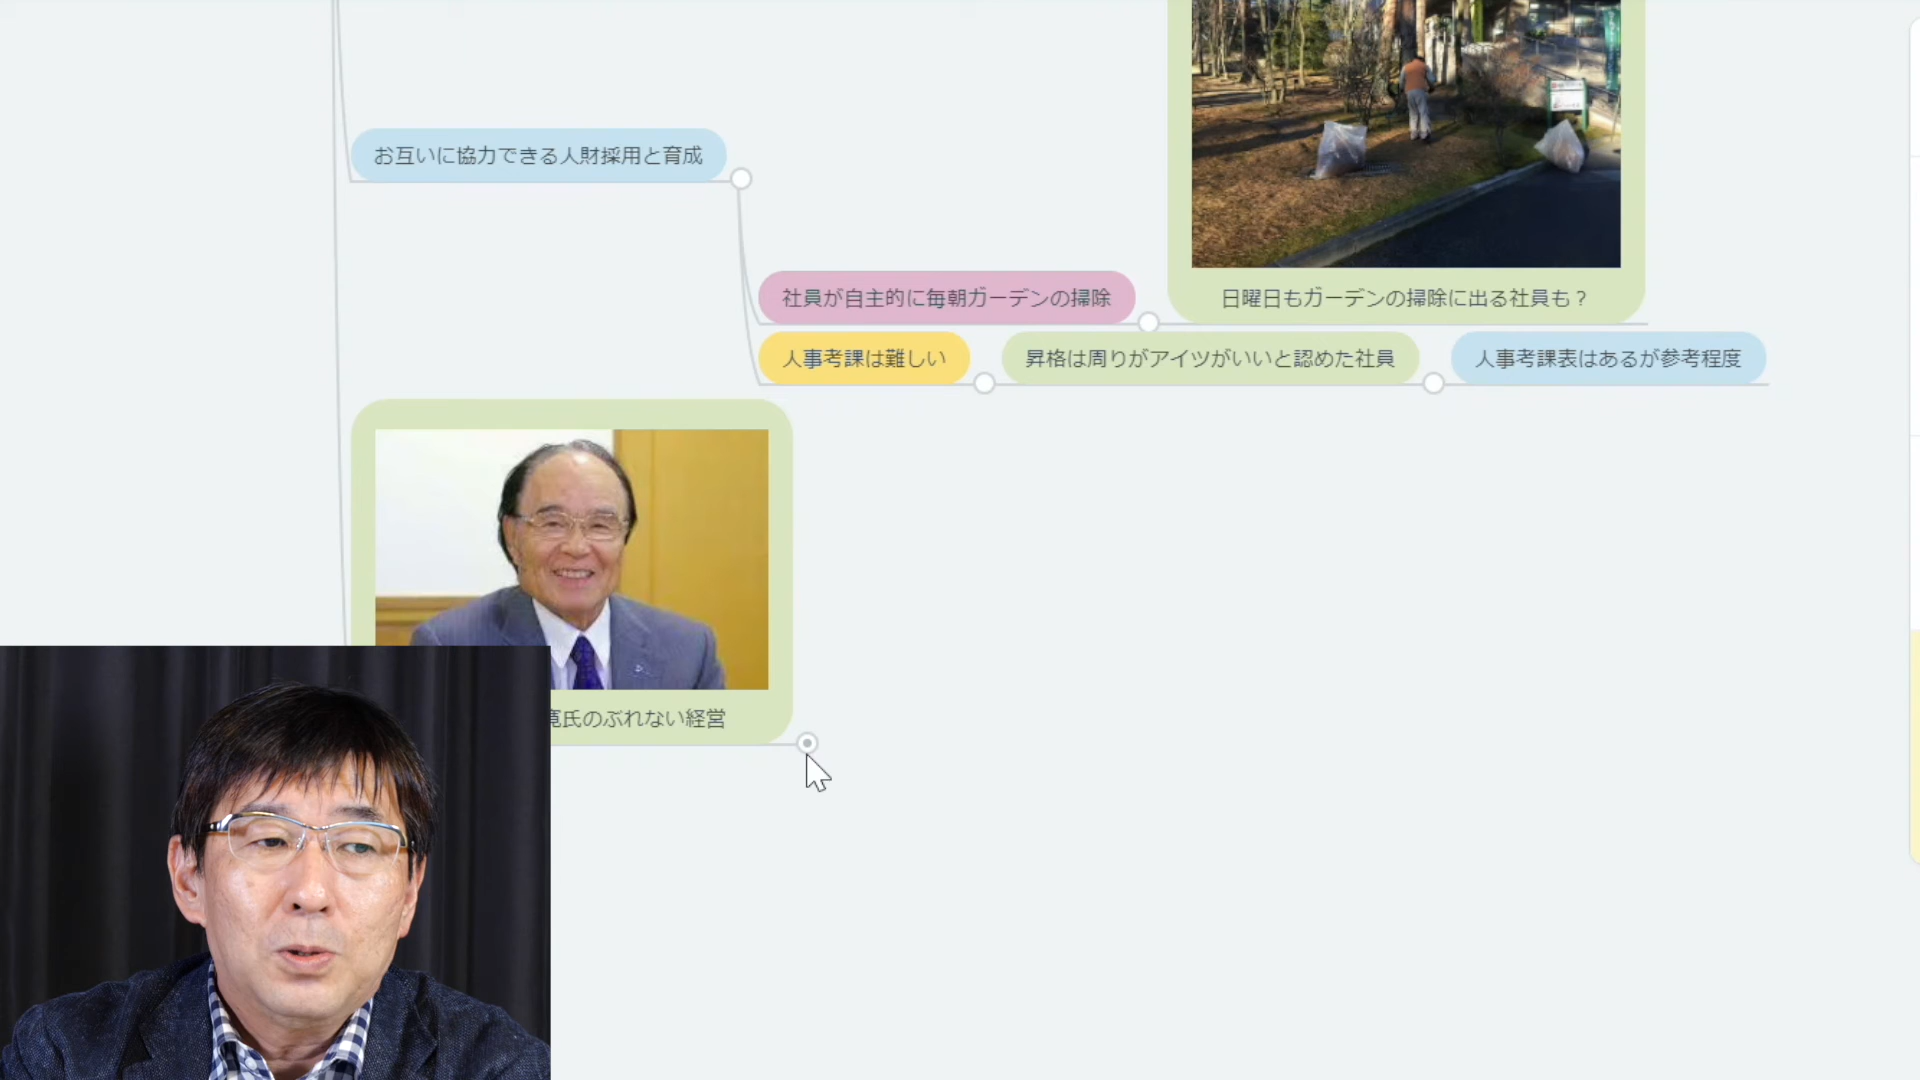 お互いに協力できる人財採用と育成
社員が自主的に毎朝ガーデンの掃除
日曜日もガーデンの掃除に出る社員も？
人事考課は難しい
昇格は周りがアイツがいいと認めた社員
人事考課表はあるが参考程度
寛氏のぶれない経営